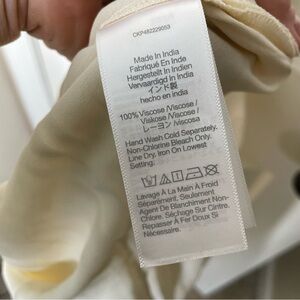 CKP482229053
Made In India
Fabriqué En Inde
Hergestellt In Indien
Vervaardigd In India
インド製
hecho en india
100% Viscose/Viscose/
Viskose/Viscose/
レーヨン /Viscosa
Hand Wash Cold Separately.
Non-Chlorine Bleach Only.
Line Dry. Iron On Lowest
Setting.
Lavage À La Main À Froid
Séparément. Seulement
Agent De Blanchiment Non-
Chlore. Séchage Sur Cintre.
Repasser À Fer Doux Si
Nécessaire.